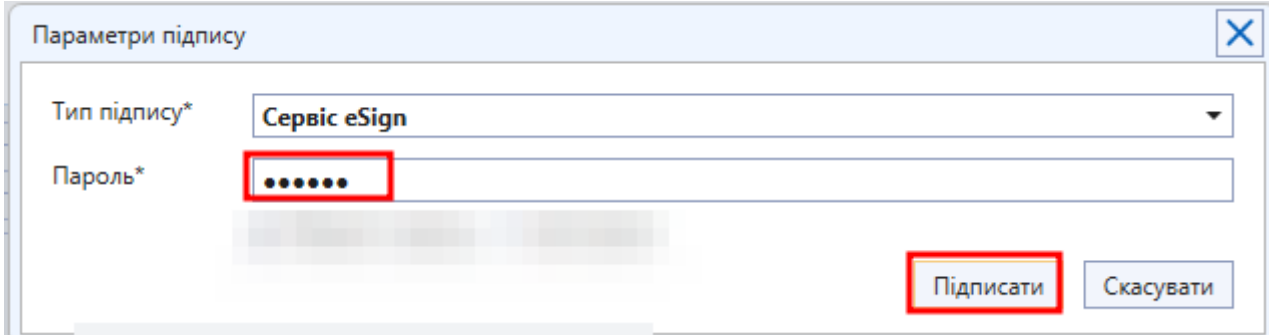 Параметри підпису
Тип підпису* Сервіс eSign
Пароль* ••••••
Підписати Скасувати